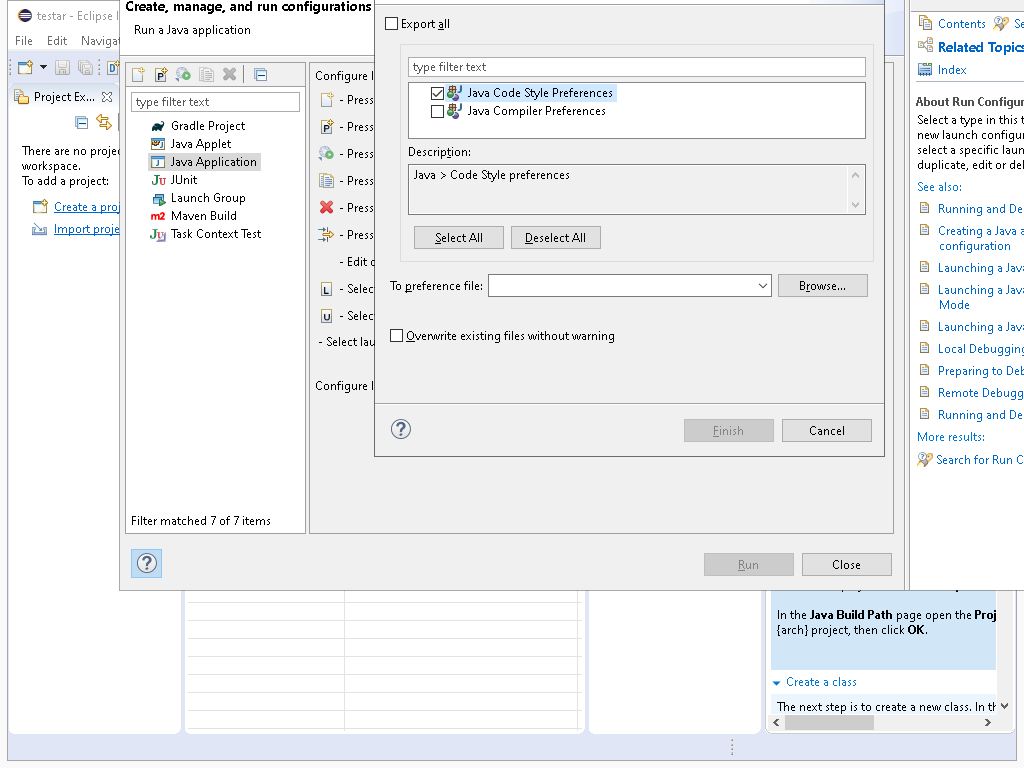 testar - Eclipse I
File Edit Navigat
Project Ex...
There are no projec
workspace.
To add a project:
Create a proj
Import proje
Create, manage, and run configurations
Run a Java application
type filter text
Gradle Project
Java Applet
Java Application
JUnit
Launch Group
Maven Build
Task Context Test
Filter matched 7 of 7 items
Configure l
- Press
- Press
- Press
- Press
- Press
- Press
- Edit c
- Selec
- Selec
- Select lau
Configure l
Run
Close
Export all
type filter text
Java Code Style Preferences
Java Compiler Preferences
Description:
Java > Code Style preferences
Select All
Deselect All
To preference file:
Browse...
Overwrite existing files without warning
Finish
Cancel
Contents
Se
Related Topics
Index
About Run Configur
Select a type in this t
new launch configur
select a specific laun
duplicate, edit or del
See also:
Running and De
Creating a Java a
configuration
Launching a Java
Launching a Java
Mode
Launching a Java
Local Debugging
Preparing to Deb
Remote Debugg
Running and De
More results:
Search for Run C
In the Java Build Path page open the Proj
{arch} project, then click OK.
Create a class
The next step is to create a new class. In th